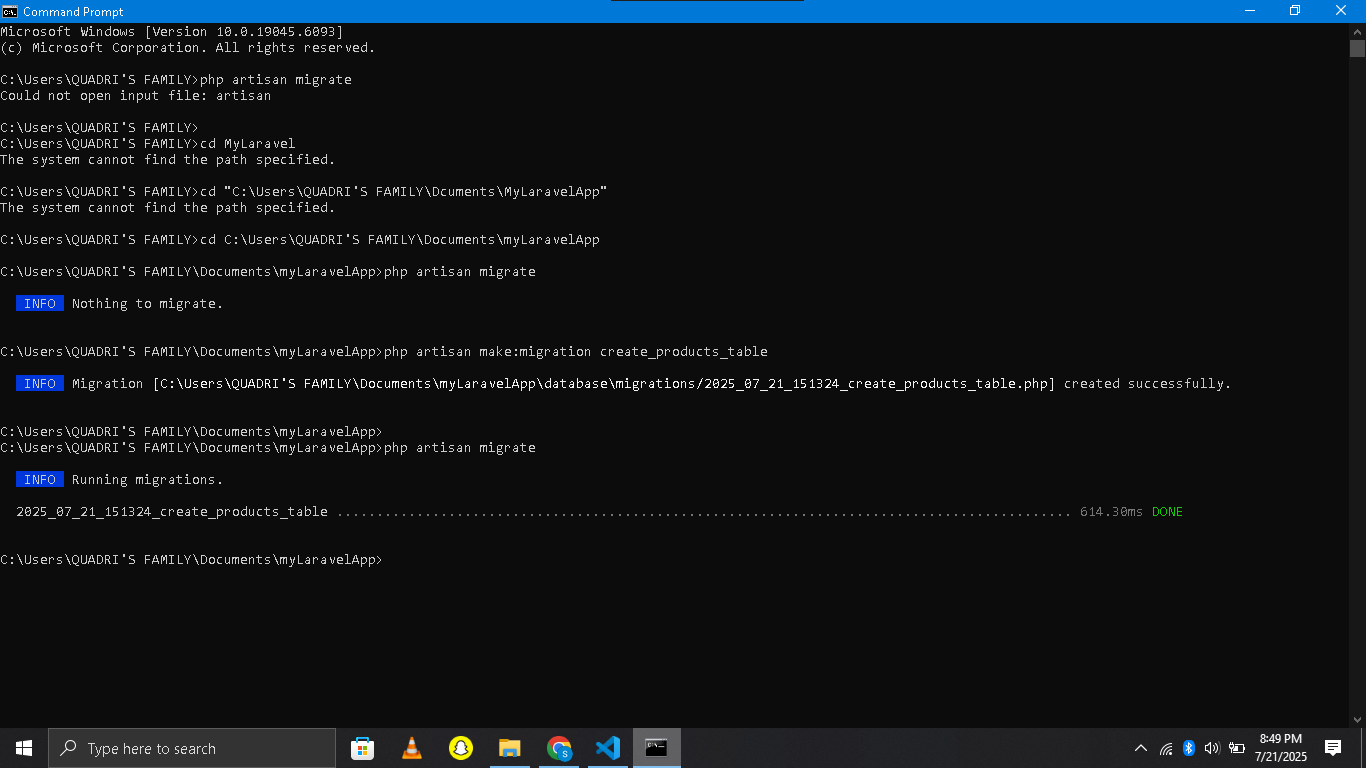 Command Prompt
Microsoft Windows [Version 10.0.19045.6093]
(c) Microsoft Corporation. All rights reserved.
C:\Users\QUADRI'S FAMILY>php artisan migrate
Could not open input file: artisan
C:\Users\QUADRI'S FAMILY>
C:\Users\QUADRI'S FAMILY>cd MyLaravel
The system cannot find the path specified.
C:\Users\QUADRI'S FAMILY>cd "C:\Users\QUADRI'S FAMILY\Dcuments\MyLaravelApp"
The system cannot find the path specified.
C:\Users\QUADRI'S FAMILY>cd C:\Users\QUADRI'S FAMILY\Documents\myLaravelApp
C:\Users\QUADRI'S FAMILY\Documents\myLaravelApp>php artisan migrate
INFO Nothing to migrate.
C:\Users\QUADRI'S FAMILY\Documents\myLaravelApp>php artisan make:migration create_products_table
INFO Migration [C:\Users\QUADRI'S FAMILY\Documents\myLaravelApp\database\migrations/2025_07_21_151324_create_products_table.php] created successfully.
C:\Users\QUADRI'S FAMILY\Documents\myLaravelApp>
C:\Users\QUADRI'S FAMILY\Documents\myLaravelApp>php artisan migrate
INFO Running migrations.
2025_07_21_151324_create_products_table ............................................................................................ 614.30ms DONE
C:\Users\QUADRI'S FAMILY\Documents\myLaravelApp>
Type here to search
8:49 PM
7/21/2025